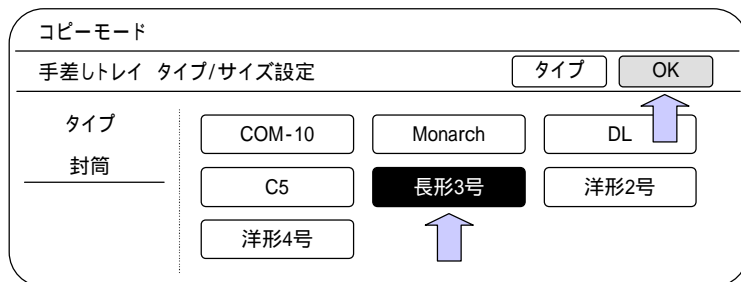 コピーモード
手差しトレイ タイプ/サイズ設定 タイプ OK
タイプ
封筒
COM-10 Monarch DL
C5 長形3号 洋形2号
洋形4号